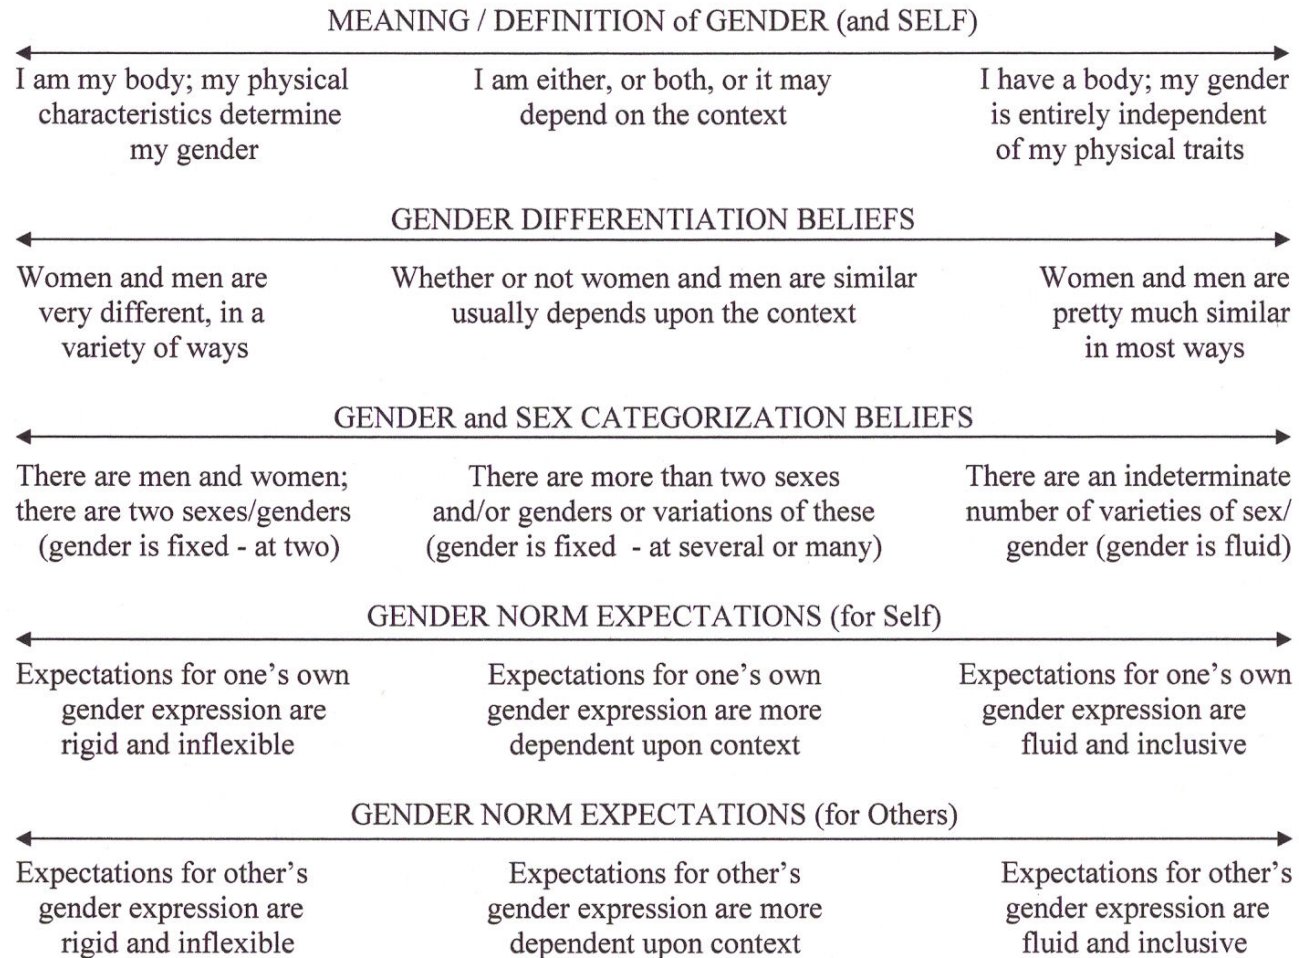 MEANING / DEFINITION of GENDER (and SELF)
I am my body; my physical
characteristics determine
my gender
I am either, or both, or it may
depend on the context
I have a body; my gender
is entirely independent
of my physical traits
GENDER DIFFERENTIATION BELIEFS
Women and men are
very different, in a
variety of ways
Whether or not women and men are similar
usually depends upon the context
Women and men are
pretty much similar
in most ways
GENDER and SEX CATEGORIZATION BELIEFS
There are men and women;
there are two sexes/genders
(gender is fixed - at two)
There are more than two sexes
and/or genders or variations of these
(gender is fixed - at several or many)
There are an indeterminate
number of varieties of sex/
gender (gender is fluid)
GENDER NORM EXPECTATIONS (for Self)
Expectations for one's own
gender expression are
rigid and inflexible
Expectations for one's own
gender expression are more
dependent upon context
Expectations for one's own
gender expression are
fluid and inclusive
GENDER NORM EXPECTATIONS (for Others)
Expectations for other's
gender expression are
rigid and inflexible
Expectations for other's
gender expression are more
dependent upon context
Expectations for other's
gender expression are
fluid and inclusive